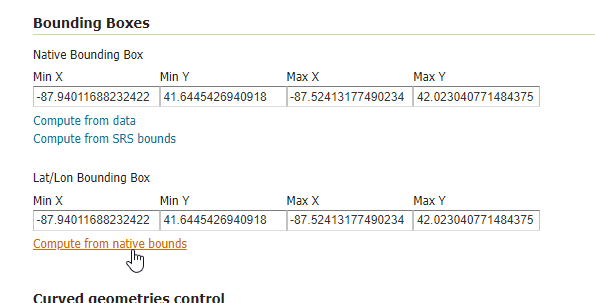 Bounding Boxes
Native Bounding Box
Min X Min Y Max X Max Y
-87.94011688232422 41.6445426940918 -87.52413177490234 42.023040771484375
Compute from data
Compute from SRS bounds
Lat/Lon Bounding Box
Min X Min Y Max X Max Y
-87.94011688232422 41.6445426940918 -87.52413177490234 42.023040771484375
Compute from native bounds
Curved geometries control